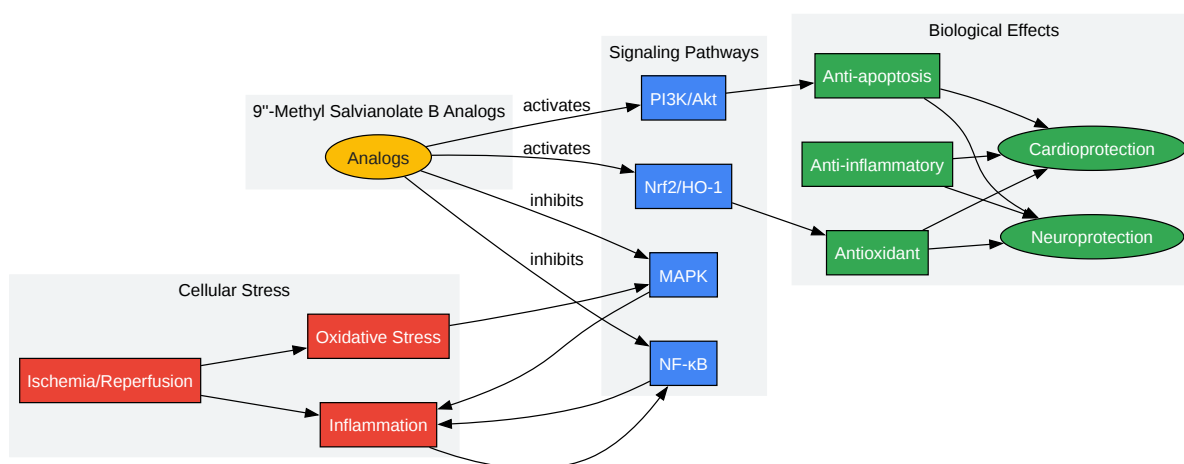 Biological Effects
Signaling Pathways
Anti-apoptosis
PI3K/Akt
9"-Methyl Salvianolate B Analogs
activates
Analogs
activates
Cardioprotection
Anti-inflammatory
Nrf2/HO-1
inhibits
Neuroprotection
Antioxidant
inhibits
MAPK
Cellular Stress
Oxidative Stress
NF-κB
Ischemia/Reperfusion
Inflammation